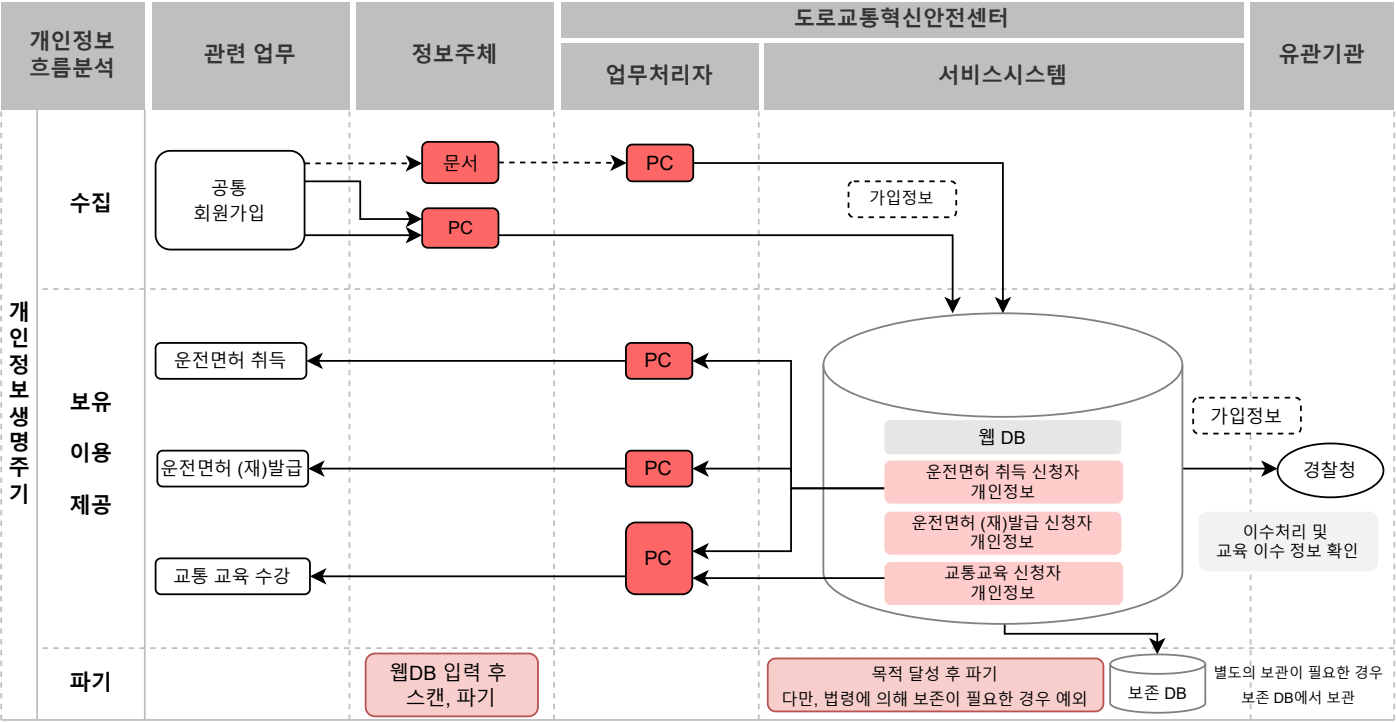 개인정보
흐름분석
관련 업무
정보주체
도로교통혁신안전센터
업무처리자
서비스시스템
유관기관
개인정보생명주기
수집
공통
회원가입
문서
PC
PC
가입정보
보유
이용
제공
운전면허 취득
PC
운전면허 (재)발급
PC
교통 교육 수강
PC
웹 DB
운전면허 취득 신청자
개인정보
운전면허 (재)발급 신청자
개인정보
교통교육 신청자
개인정보
가입정보
경찰청
이수처리 및
교육 이수 정보 확인
파기
웹DB 입력 후
스캔, 파기
목적 달성 후 파기
다만, 법령에 의해 보존이 필요한 경우 예외
보존 DB
별도의 보관이 필요한 경우
보존 DB에서 보관